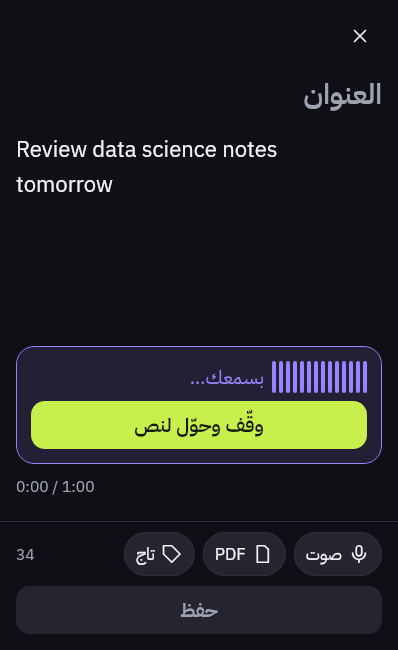 العنوان
Review data science notes
tomorrow
بسمعك...
وقّف وحوّل لنص
0:00 / 1:00
صوت
PDF
تاج
34
حفظ